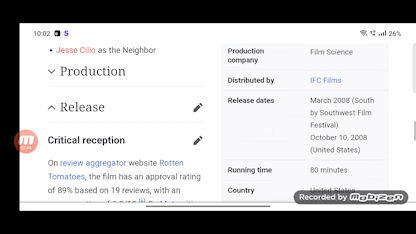 10:02
26%
Jesse Cilio as the Neighbor
Production
Release
Critical reception
On review aggregator website Rotten
Tomatoes, the film has an approval rating
of 89% based on 19 reviews, with an
Production
company
Film Science
Distributed by
IFC Films
Release dates
March 2008 (South
by Southwest Film
Festival)
October 10, 2008
(United States)
Running time
80 minutes
Country
United States
Recorded by